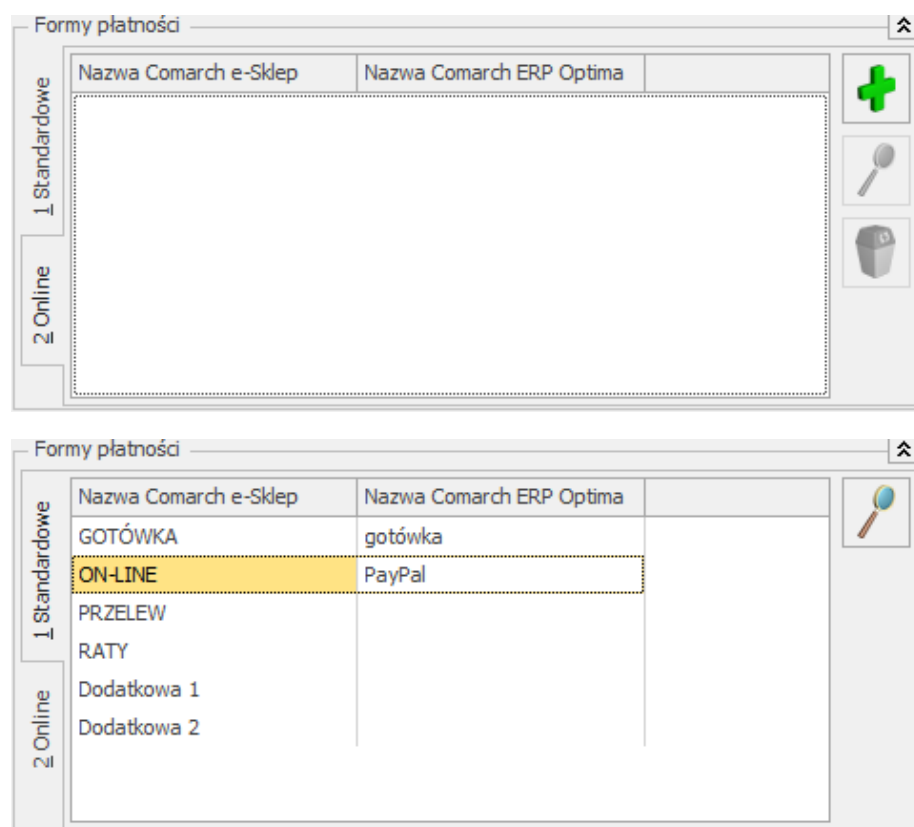 Formy płatności
Nazwa Comarch e-Sklep Nazwa Comarch ERP Optima
1 Standardowe
2 Online
Formy płatności
Nazwa Comarch e-Sklep Nazwa Comarch ERP Optima
GOTÓWKA gotówka
ON-LINE PayPal
PRZELEW
RATY
Dodatkowa 1
Dodatkowa 2
1 Standardowe
2 Online